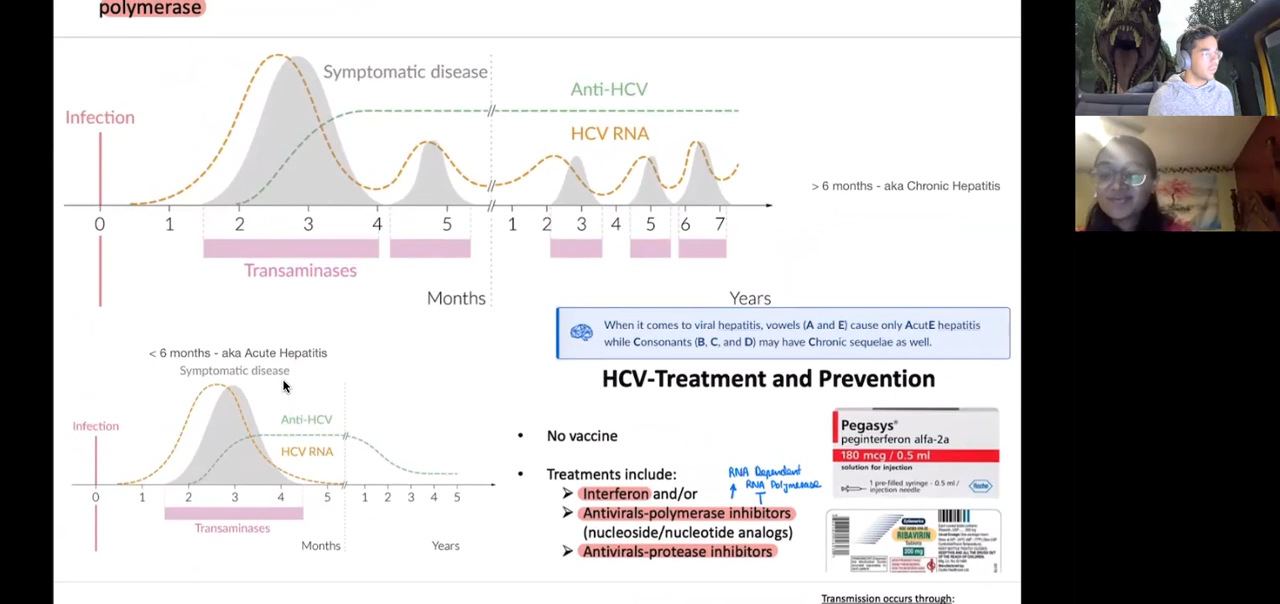 polymerase
Symptomatic disease
Anti-HCV
Infection
HCV RNA
> 6 months - aka Chronic Hepatitis
0 1 2 3 4 5 1 2 3 4 5 6 7
Transaminases
Months Years
When it comes to viral hepatitis, vowels (A and E) cause only AcutE hepatitis
while Consonants (B, C, and D) may have Chronic sequelae as well.
< 6 months - aka Acute Hepatitis
Symptomatic disease
Infection
Anti-HCV
HCV RNA
0 1 2 3 4 5 1 2 3 4 5
Transaminases
Months Years
HCV-Treatment and Prevention
• No vaccine
• Treatments include:
➢ Interferon and/or
➢ Antivirals-polymerase inhibitors
(nucleoside/nucleotide analogs)
➢ Antivirals-protease inhibitors
RNA Dependent
↑ RNA Polymerase
Pegasys®
peginterferon alfa-2a
180 mcg / 0.5 ml
solution for injection
1 pre-filled syringe - 0.5 ml /
injection needle
Roche
RIBAVIRIN
Tablets
200 mg
Transmission occurs through: